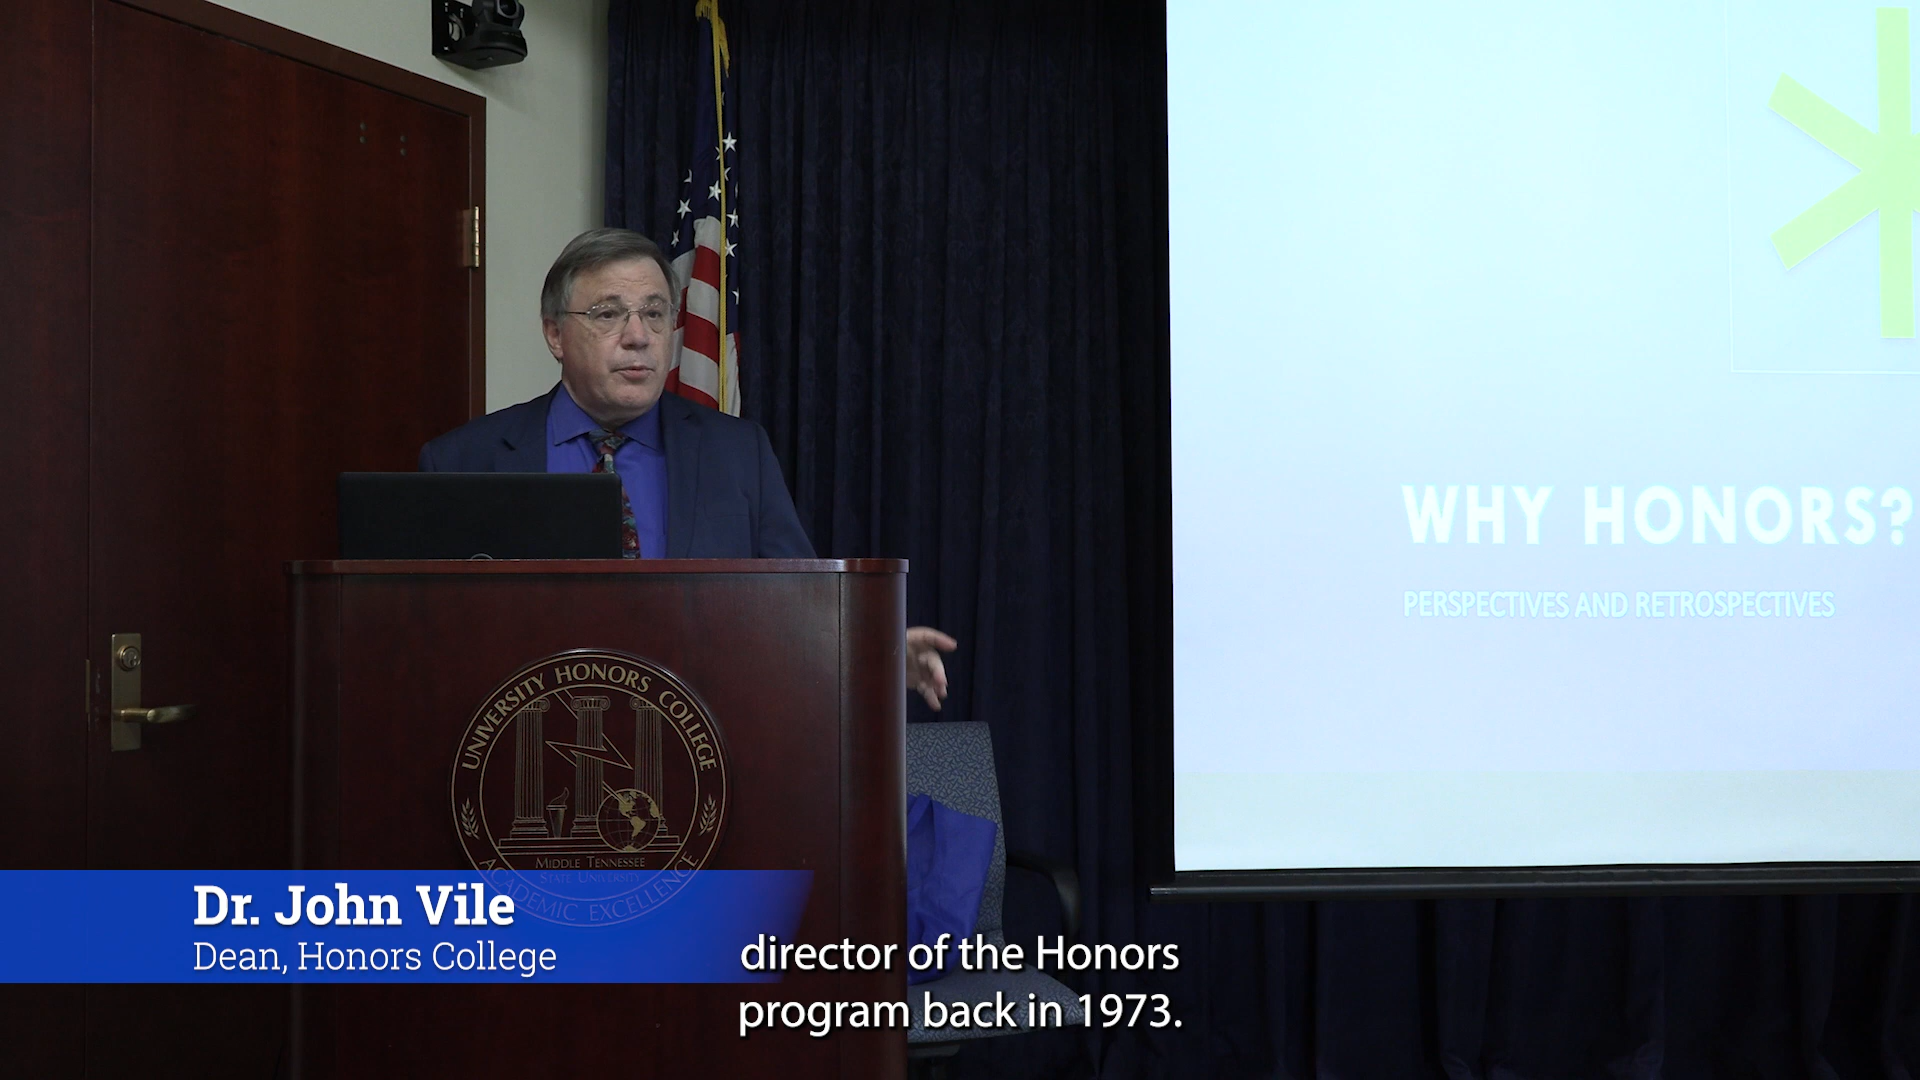 WHY HONORS?
PERSPECTIVES AND RETROSPECTIVES
UNIVERSITY HONORS COLLEGE
MIDDLE TENNESSEE
STATE UNIVERSITY
ACADEMIC EXCELLENCE
Dr. John Vile
Dean, Honors College
director of the Honors
program back in 1973.